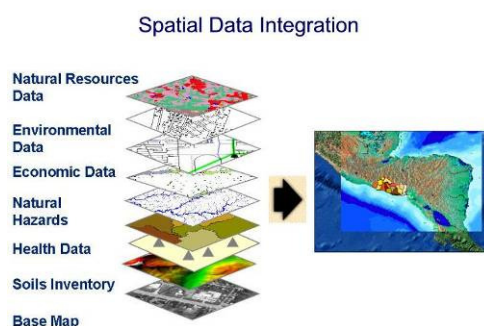 Spatial Data Integration
Natural Resources
Data
Environmental
Data
Economic Data
Natural
Hazards
Health Data
Soils Inventory
Base Map